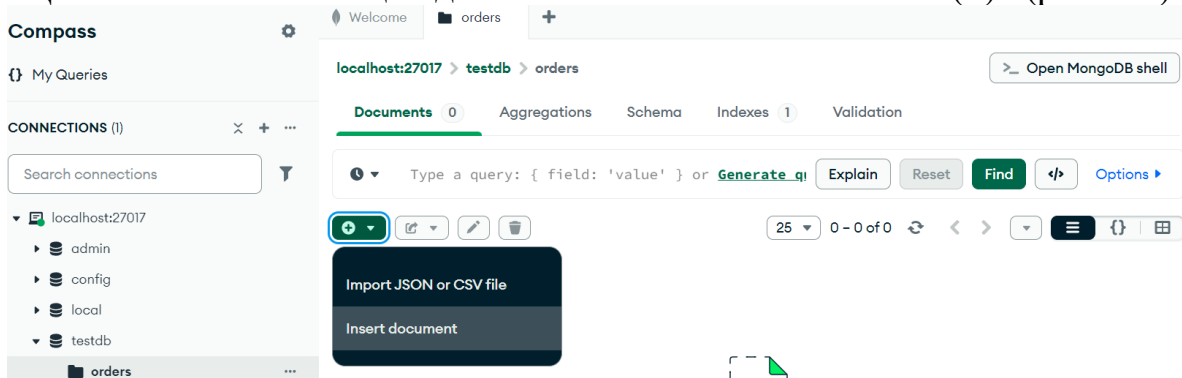 Compass
Welcome
orders
My Queries
localhost:27017 > testdb > orders
>_ Open MongoDB shell
Documents 0
Aggregations
Schema
Indexes 1
Validation
CONNECTIONS (1)
Search connections
Type a query: { field: 'value' } or Generate qu
Explain
Reset
Find
</>
Options
localhost:27017
25
0 – 0 of 0
{}
admin
config
local
testdb
orders
Import JSON or CSV file
Insert document